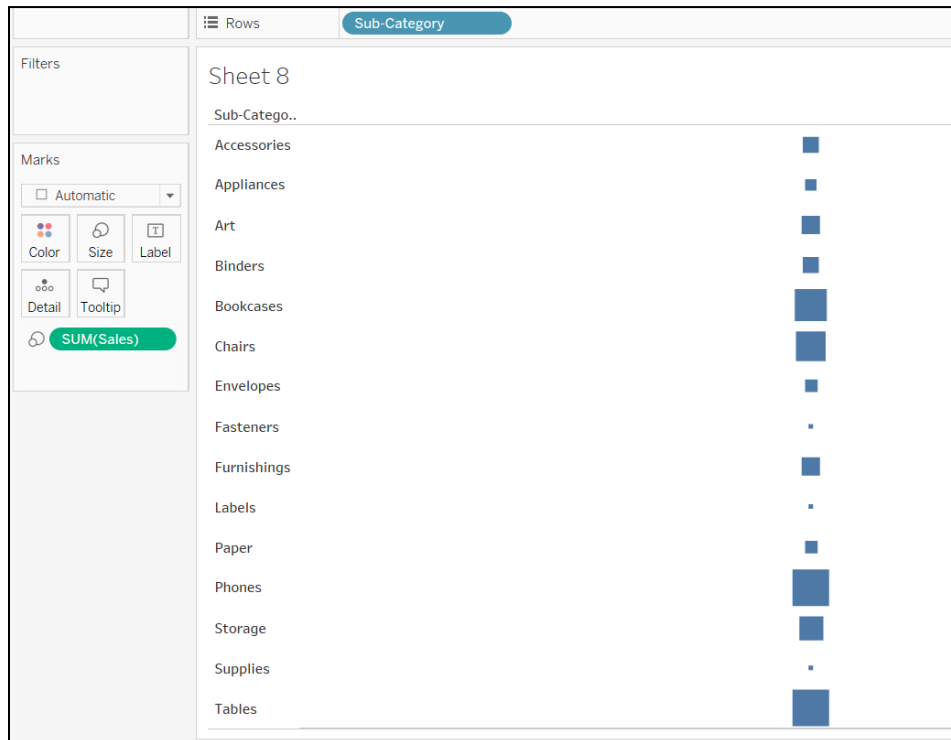 Rows
Sub-Category
Filters
Marks
Automatic
Color
Size
Label
Detail
Tooltip
SUM(Sales)
Sheet 8
Sub-Catego..
Accessories
Appliances
Art
Binders
Bookcases
Chairs
Envelopes
Fasteners
Furnishings
Labels
Paper
Phones
Storage
Supplies
Tables